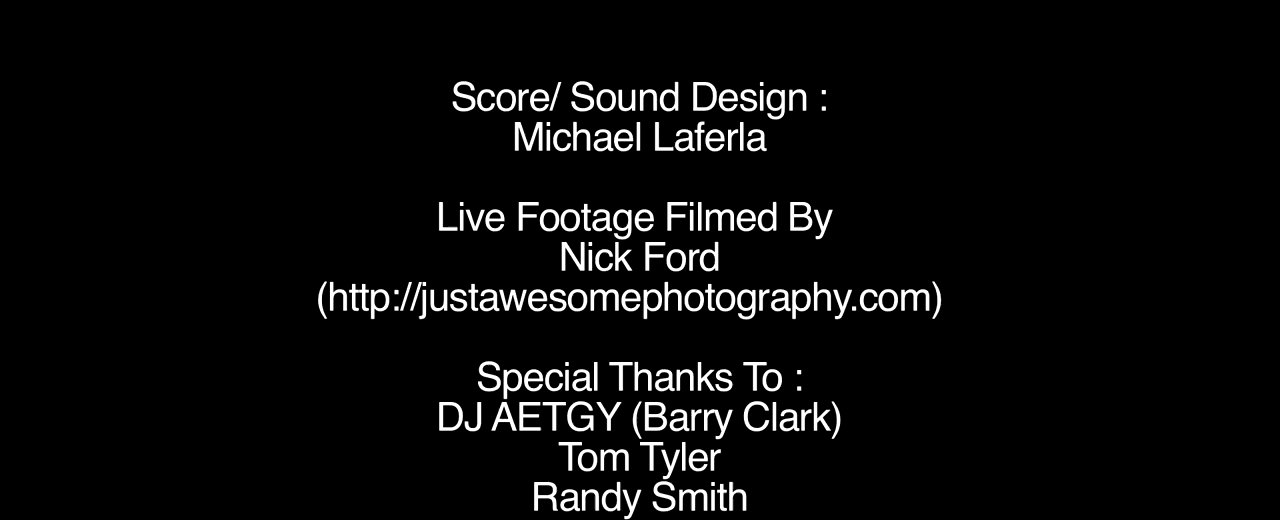 Score/ Sound Design :
Michael Laferla
Live Footage Filmed By
Nick Ford
(http://justawesomephotography.com)
Special Thanks To :
DJ AETGY (Barry Clark)
Tom Tyler
Randy Smith